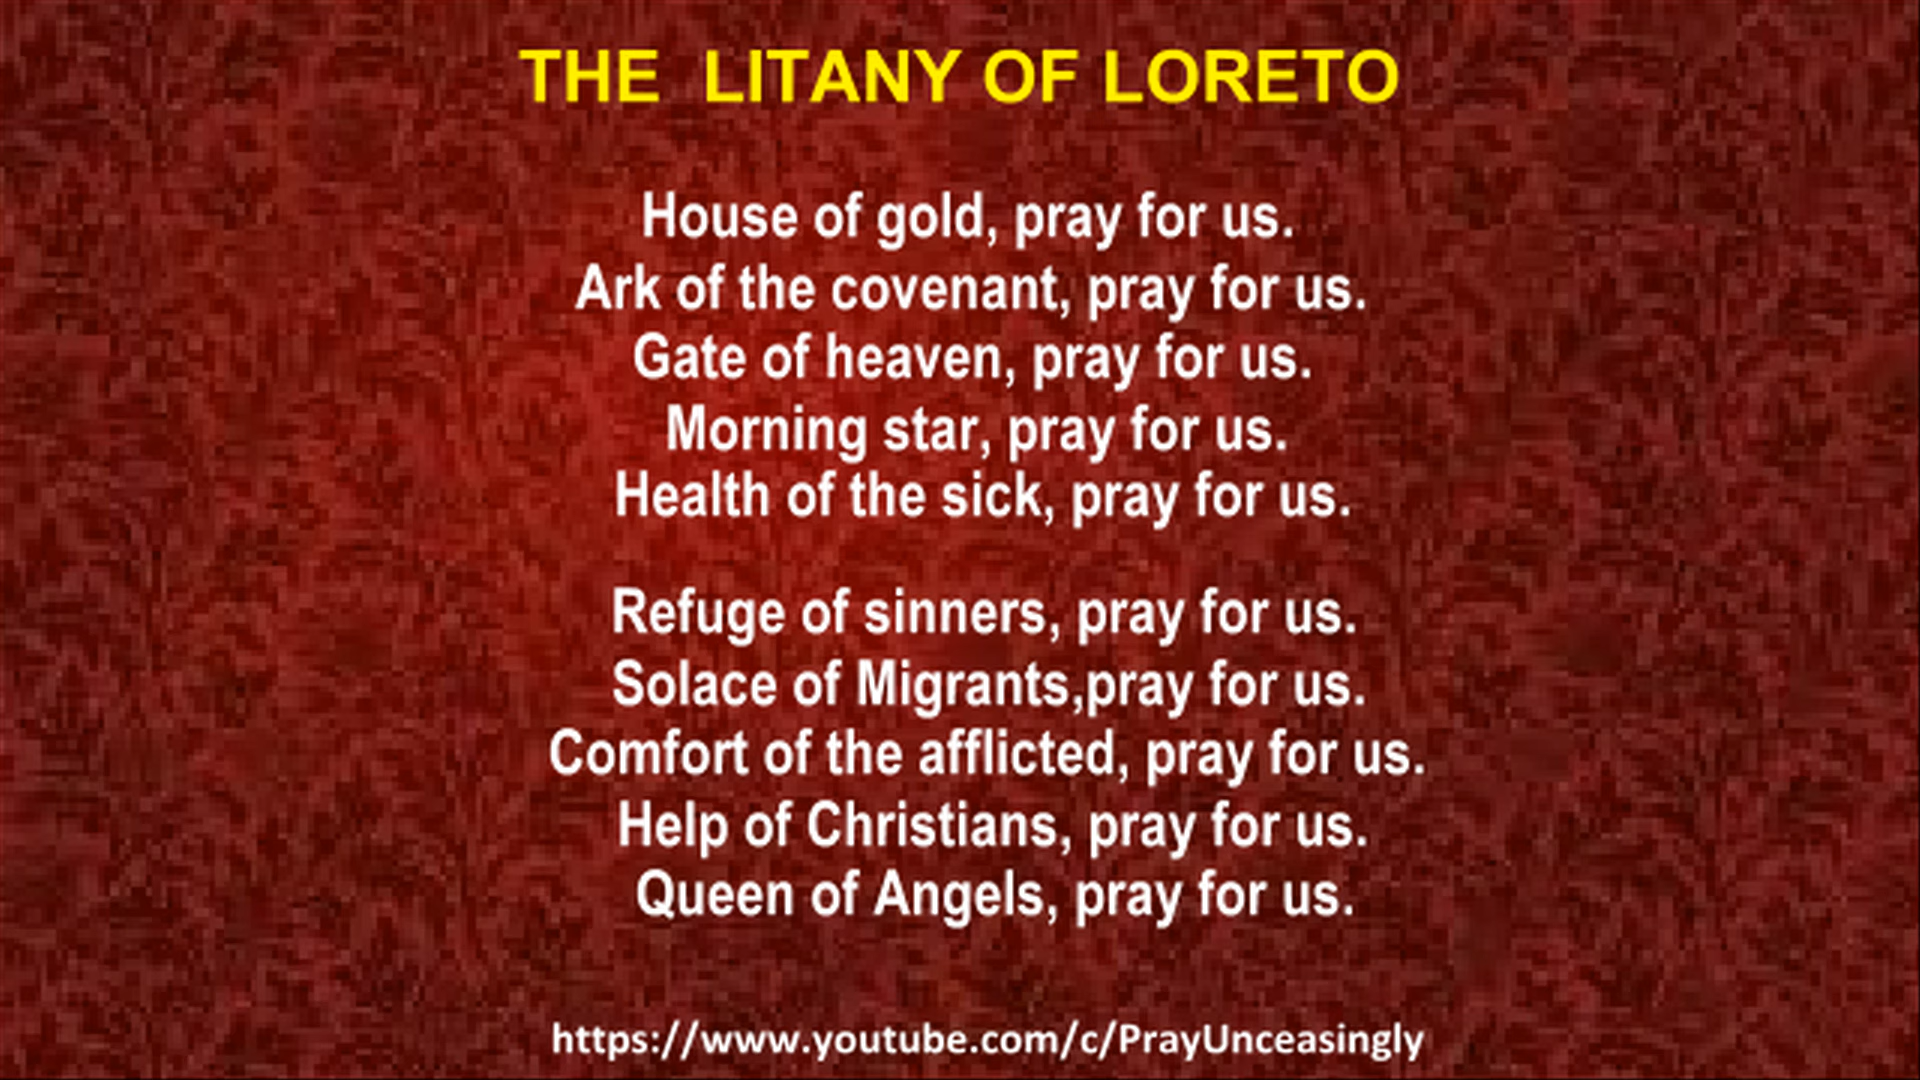 THE LITANY OF LORETO
House of gold, pray for us.
Ark of the covenant, pray for us.
Gate of heaven, pray for us.
Morning star, pray for us.
Health of the sick, pray for us.
Refuge of sinners, pray for us.
Solace of Migrants,pray for us.
Comfort of the afflicted, pray for us.
Help of Christians, pray for us.
Queen of Angels, pray for us.
https://www.youtube.com/c/PrayUnceasingly